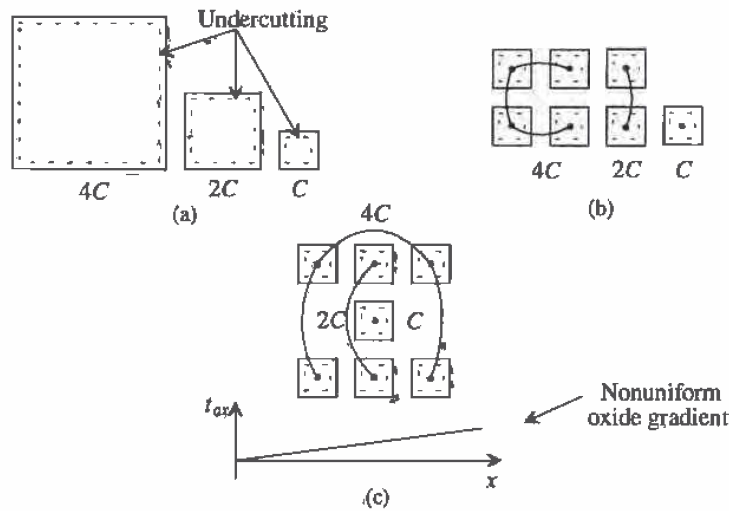 Undercutting
4C
2C
C
(a)
4C
2C
C
(b)
4C
2C
C
t_ox
Nonuniform
oxide gradient
x
(c)